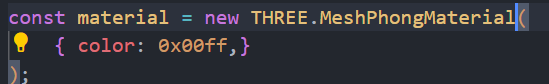 const material = new THREE.MeshPhongMaterial(
{ color: 0x00ff,}
);